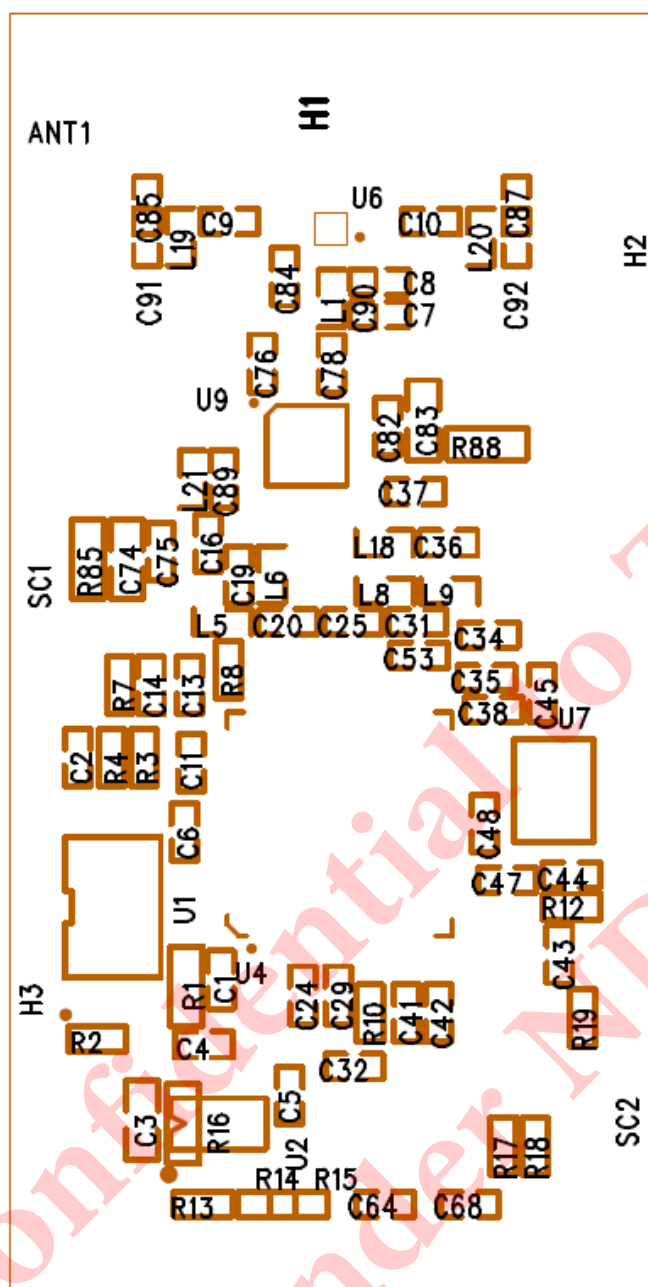 H1
ANT1
U6
C85
L19
C9
C10
L20
C87
H2
C91
C84
L1
C90
C8
C7
C92
C76
C78
U9
C82
C83
R88
L21
C89
C37
R85
C74
C75
C16
L18
C36
SC1
C19
L6
L8
L9
L5
C20
C25
C31
C34
C53
R7
C14
C13
R8
C35
C38
C45
U7
C2
R4
R3
C11
C6
C48
C47
C44
R12
U1
C43
R1
C1
U4
H3
C24
C29
R10
C41
C42
R19
R2
C4
C32
C3
R16
C5
U2
R17
R18
SC2
R13
R14
R15
C64
C68
onfidential to T
nder ND